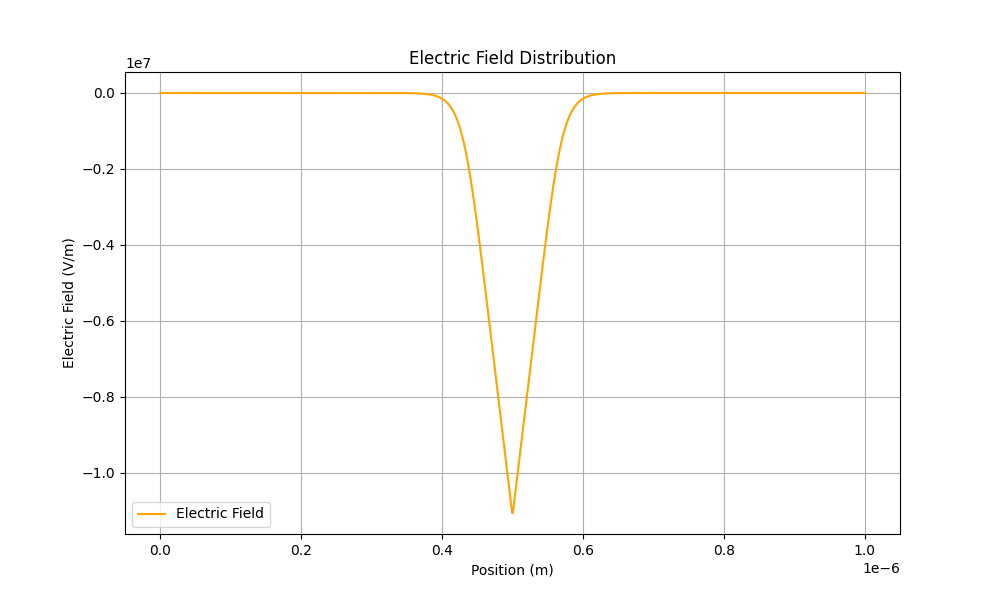 Electric Field Distribution
1e7
0.0
−0.2
−0.4
−0.6
−0.8
−1.0
Electric Field (V/m)
Electric Field
0.0 0.2 0.4 0.6 0.8 1.0
1e−6
Position (m)